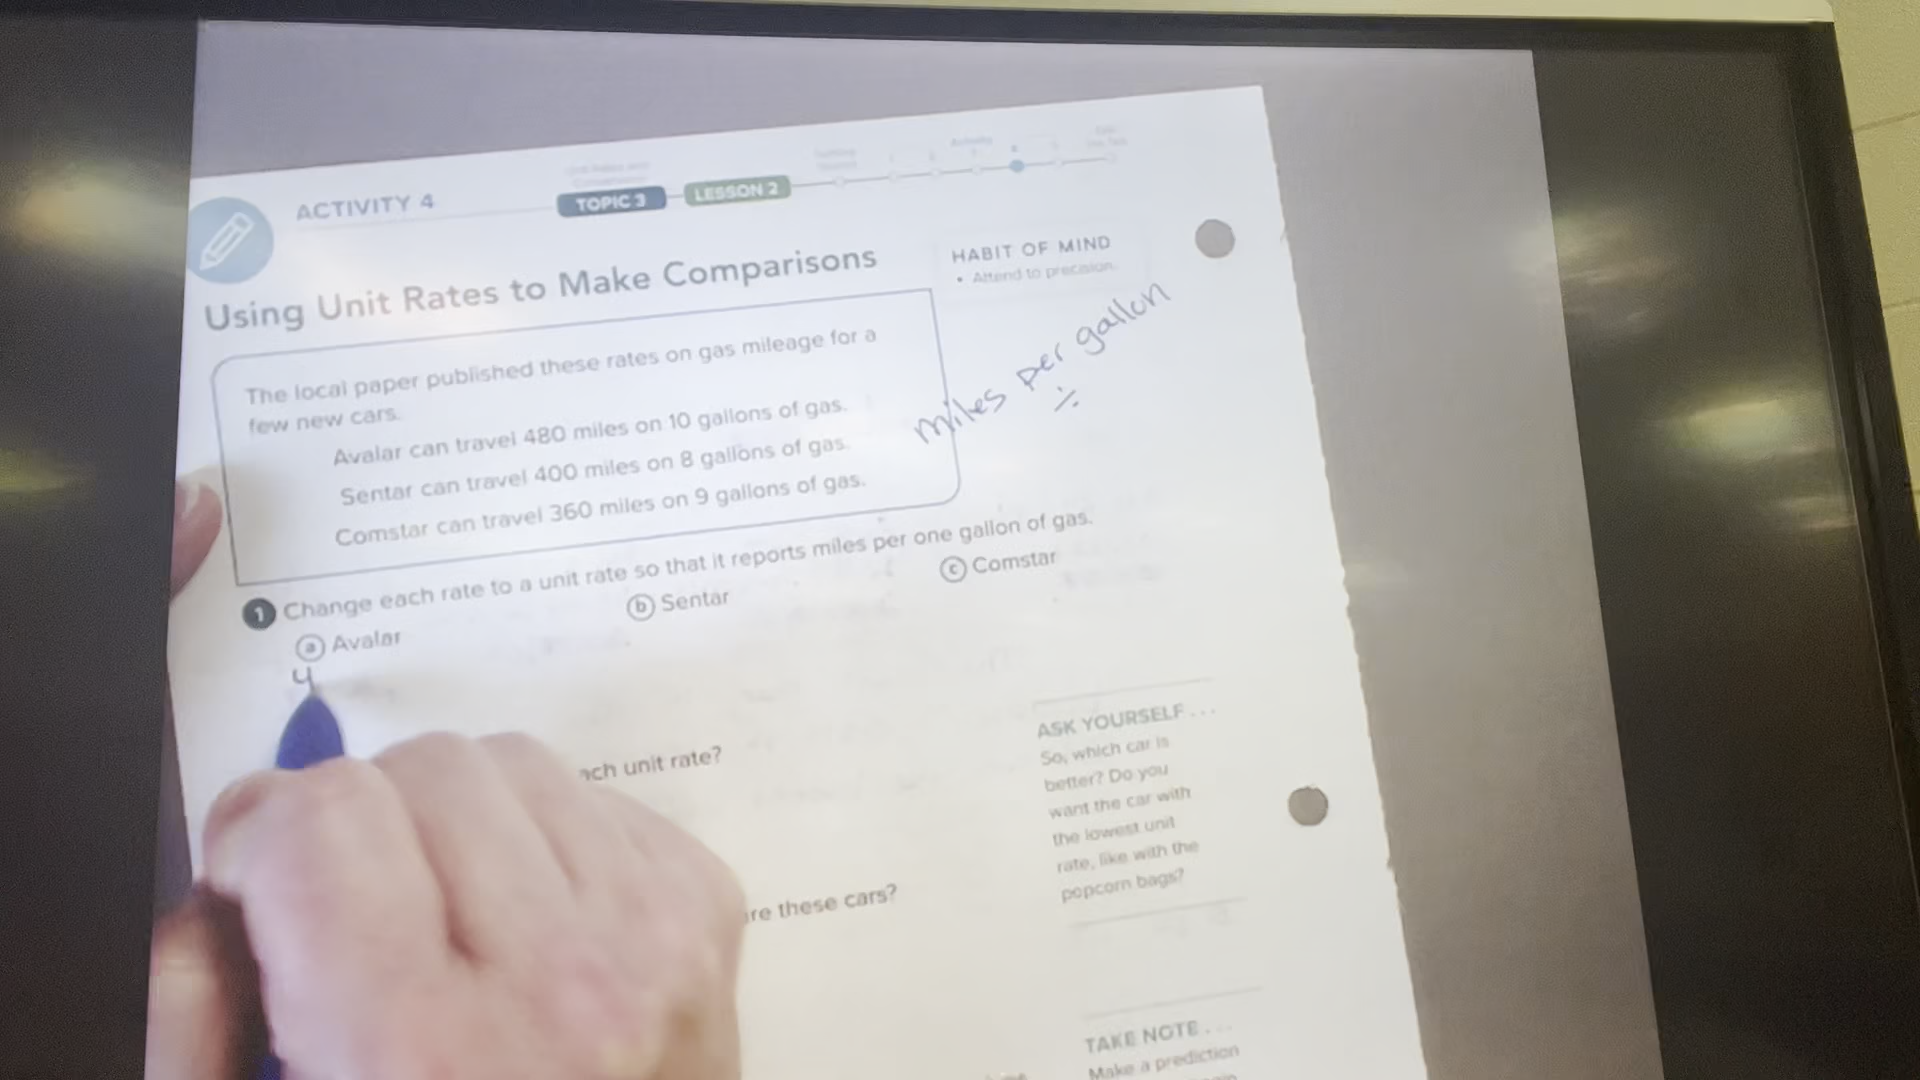 ACTIVITY 4
TOPIC 3
LESSON 2
Activity
Using Unit Rates to Make Comparisons
HABIT OF MIND
• Attend to precision.
miles per gallon
÷
The local paper published these rates on gas mileage for a
few new cars.
Avalar can travel 480 miles on 10 gallons of gas.
Sentar can travel 400 miles on 8 gallons of gas.
Comstar can travel 360 miles on 9 gallons of gas.
1 Change each rate to a unit rate so that it reports miles per one gallon of gas.
a Avalar
b Sentar
c Comstar
4
unit rate?
these cars?
ASK YOURSELF . . .
So, which car is
better? Do you
want the car with
the lowest unit
rate, like with the
popcorn bags?
TAKE NOTE . . .
Make a prediction